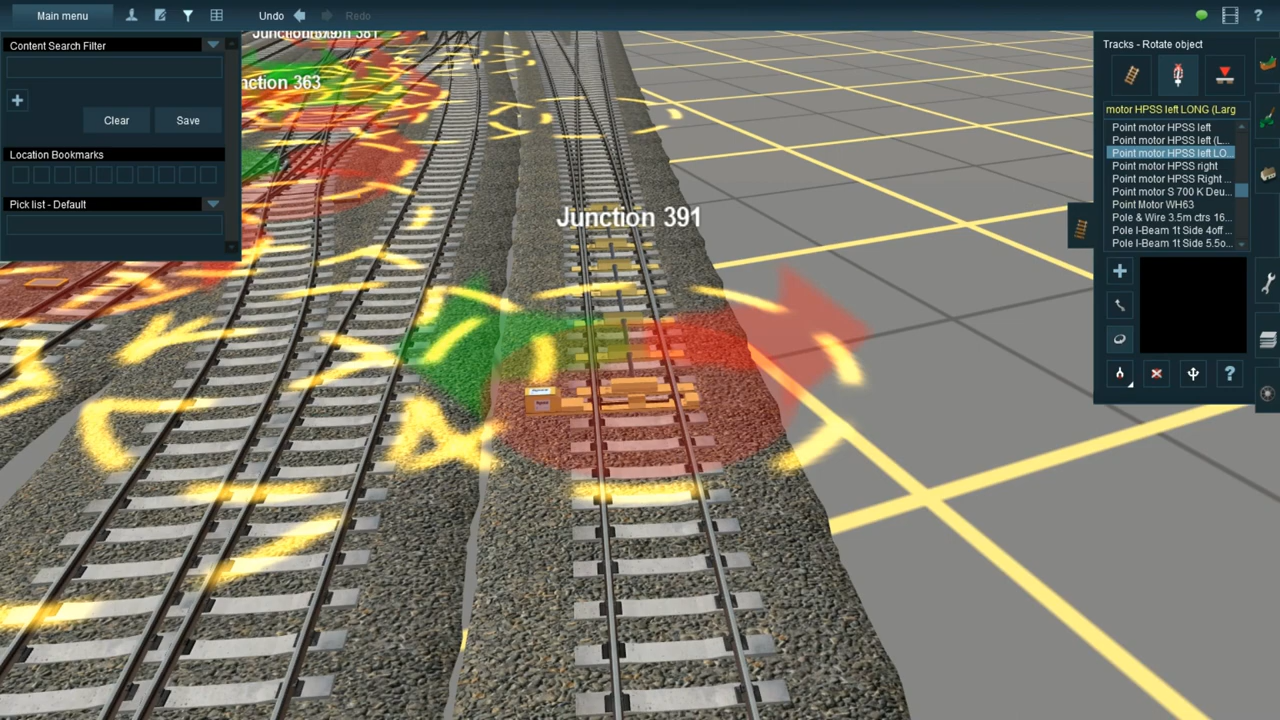 Main menu
Undo
Redo
?
Content Search Filter
Clear
Save
Location Bookmarks
Pick list - Default
Junction 381
nction 363
Junction 391
Tracks - Rotate object
motor HPSS left LONG (Larg
Point motor HPSS left
Point motor HPSS left (L...
Point motor HPSS left LO...
Point motor HPSS right
Point motor HPSS Right ...
Point motor S 700 K Deu...
Point Motor WH63
Pole & Wire 3.5m ctrs 16...
Pole I-Beam 1t Side 4off ...
Pole I-Beam 1t Side 5.5o...
?